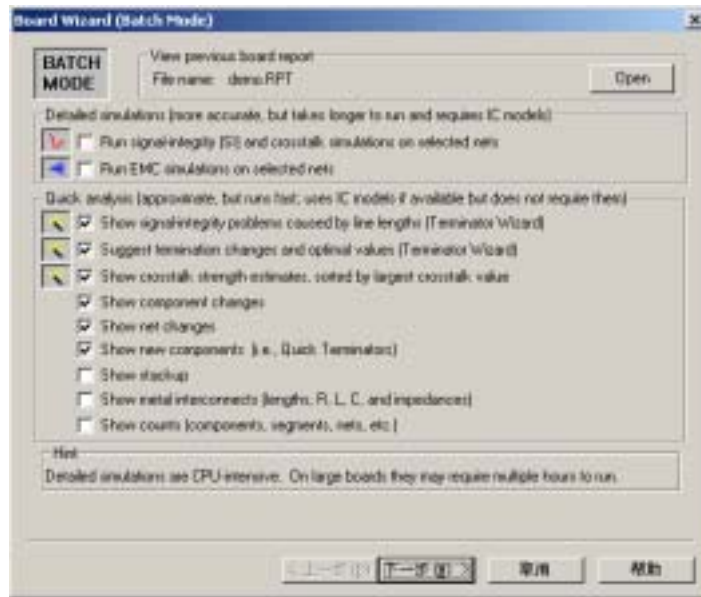 Board Wizard (Batch Mode)
BATCH MODE
View previous board report
File name: demo.RPT
Open
Detailed simulations (more accurate, but takes longer to run and requires IC models)
Run signal-integrity (SI) and crosstalk simulations on selected nets
Run EMC simulations on selected nets
Quick analysis (approximate, but runs fast; uses IC models if available but does not require them)
Show signal-integrity problems caused by line lengths (Terminator Wizard)
Suggest termination changes and optimal values (Terminator Wizard)
Show crosstalk strength estimates, sorted by largest crosstalk value
Show component changes
Show net changes
Show new components (i.e., Quick Terminators)
Show stackup
Show metal interconnects (lengths, R, L, C, and impedances)
Show counts (components, segments, nets, etc.)
Hint
Detailed simulations are CPU-intensive. On large boards they may require multiple hours to run.
<上一步(B) 下一步(N) > 取消 帮助